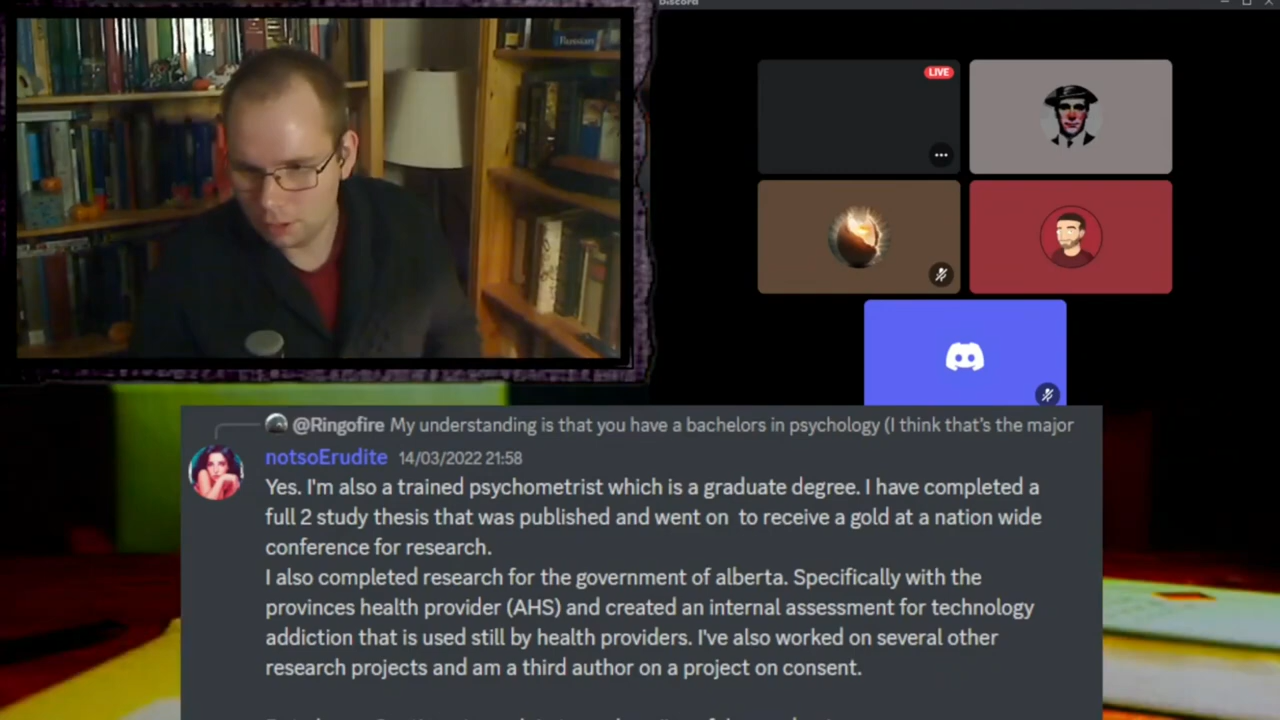 Discord
Russian
LIVE
@Ringofire My understanding is that you have a bachelors in psychology (I think that's the major
notsoErudite 14/03/2022 21:58
Yes. I'm also a trained psychometrist which is a graduate degree. I have completed a
full 2 study thesis that was published and went on to receive a gold at a nation wide
conference for research.
I also completed research for the government of alberta. Specifically with the
provinces health provider (AHS) and created an internal assessment for technology
addiction that is used still by health providers. I've also worked on several other
research projects and am a third author on a project on consent.